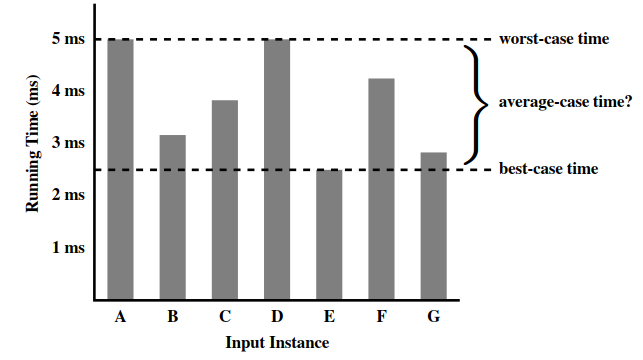 5 ms
worst-case time
4 ms
average-case time?
3 ms
best-case time
2 ms
1 ms
Running Time (ms)
A B C D E F G
Input Instance